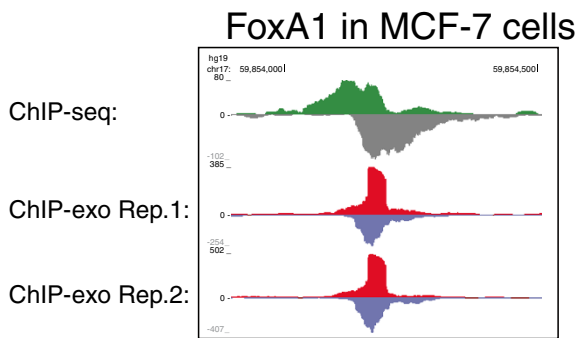 FoxA1 in MCF-7 cells
hg19
chr17: 59,854,000 59,854,500
80
ChIP-seq:
0
-102
385
ChIP-exo Rep.1:
0
-254
502
ChIP-exo Rep.2:
0
-407